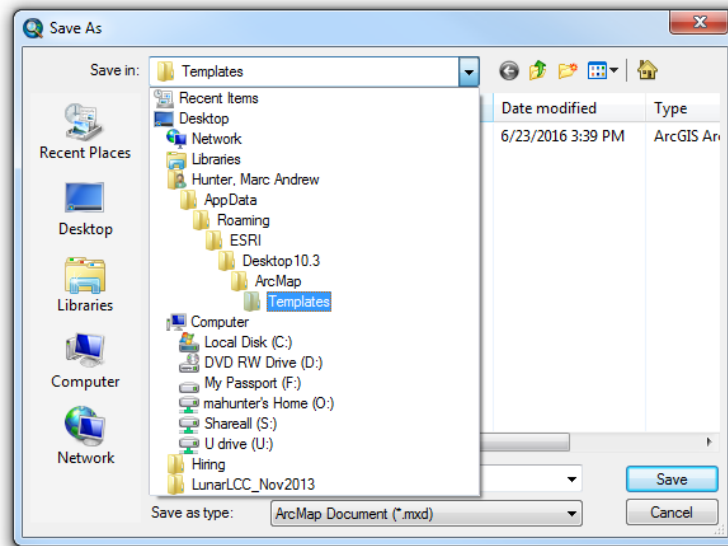 Save As
Save in:
Templates
Recent Items
Desktop
Network
Libraries
Hunter, Marc Andrew
AppData
Roaming
ESRI
Desktop10.3
ArcMap
Templates
Computer
Local Disk (C:)
DVD RW Drive (D:)
My Passport (F:)
mahunter's Home (O:)
Shareall (S:)
U drive (U:)
Hiring
LunarLCC_Nov2013
Recent Places
Desktop
Libraries
Computer
Network
Date modified
Type
6/23/2016 3:39 PM
ArcGIS Ar
Save
Save as type:
ArcMap Document (*.mxd)
Cancel